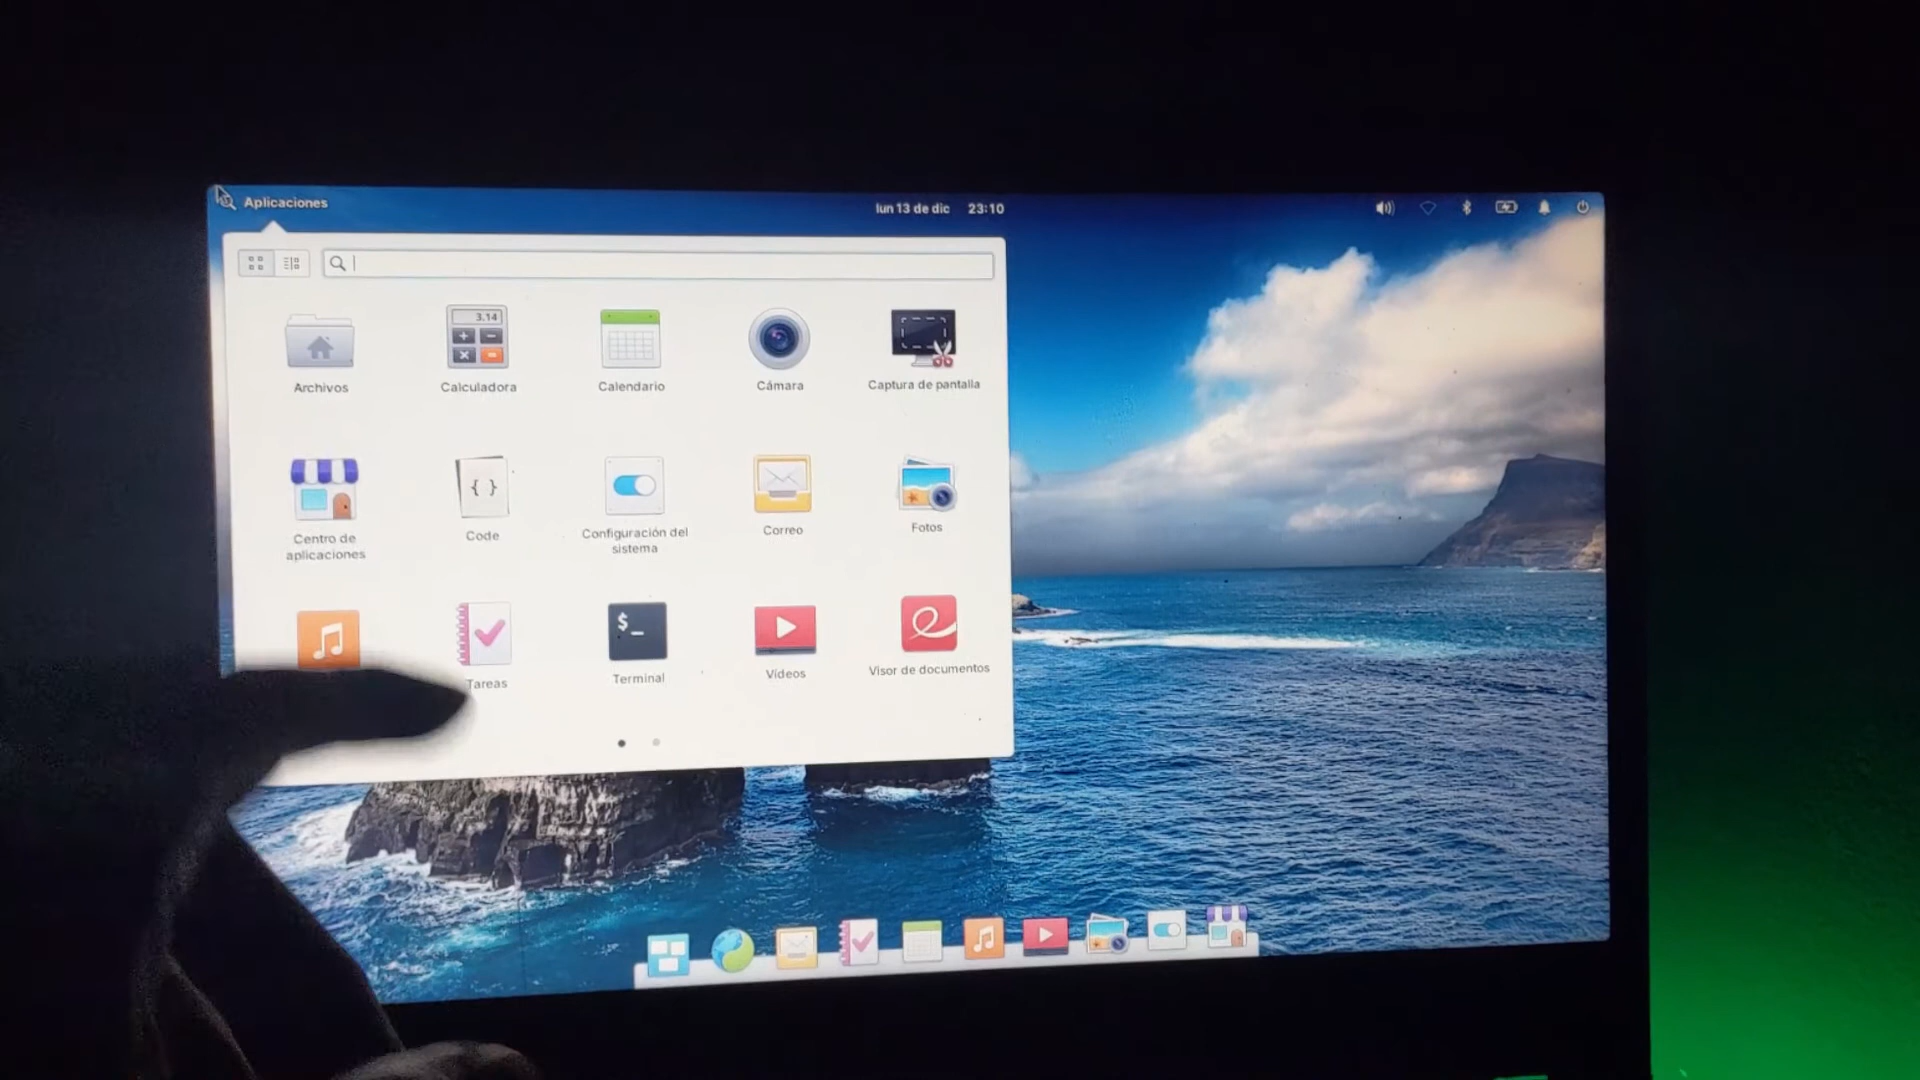 Aplicaciones
lun 13 de dic 23:10
Archivos
3.14
Calculadora
Calendario
Cámara
Captura de pantalla
Centro de
aplicaciones
{ }
Code
Configuración del
sistema
Correo
Fotos
Tareas
$_
Terminal
Vídeos
Visor de documentos